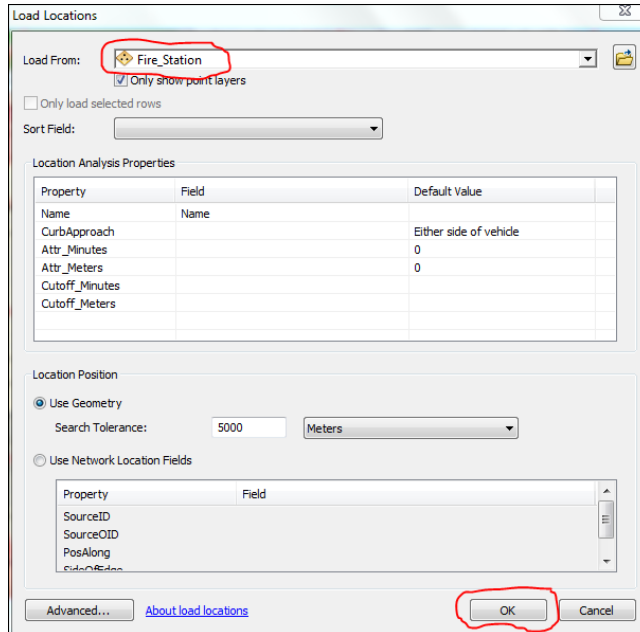 Load Locations
Load From: Fire_Station
Only show point layers
Only load selected rows
Sort Field:
Location Analysis Properties
Property Field Default Value
Name Name
CurbApproach Either side of vehicle
Attr_Minutes 0
Attr_Meters 0
Cutoff_Minutes
Cutoff_Meters
Location Position
Use Geometry
Search Tolerance: 5000 Meters
Use Network Location Fields
Property Field
SourceID
SourceOID
PosAlong
SideOfEdge
Advanced... About load locations OK Cancel